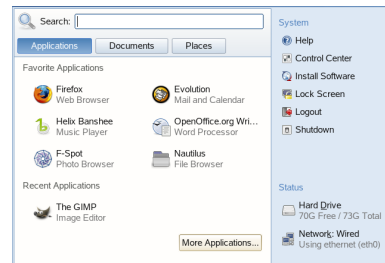 Search:
Applications
Documents
Places
Favorite Applications
Firefox
Web Browser
Evolution
Mail and Calendar
Helix Banshee
Music Player
OpenOffice.org Wri...
Word Processor
F-Spot
Photo Browser
Nautilus
File Browser
Recent Applications
The GIMP
Image Editor
More Applications...
System
Help
Control Center
Install Software
Lock Screen
Logout
Shutdown
Status
Hard Drive
70G Free / 73G Total
Network: Wired
Using ethernet (eth0)